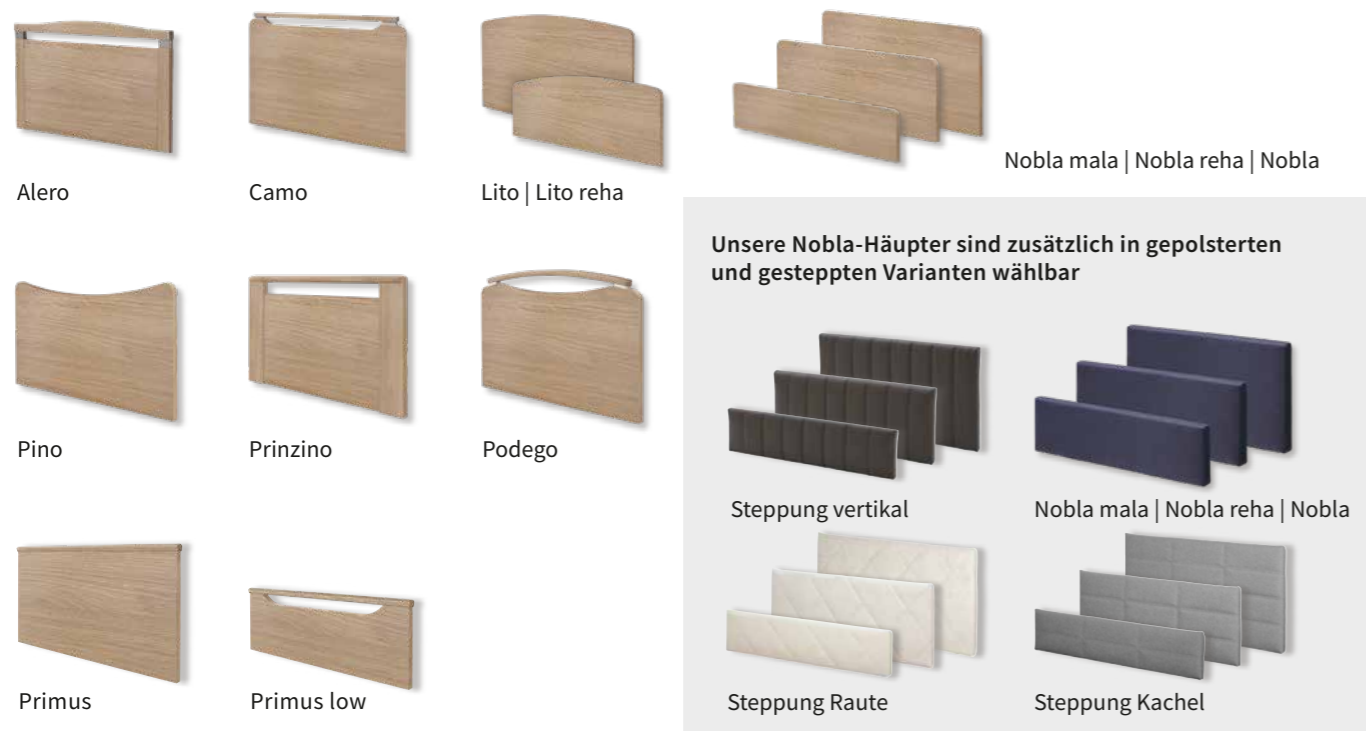 Nobla mala | Nobla reha | Nobla
Alero
Camo
Lito | Lito reha
Unsere Nobla-Häupter sind zusätzlich in gepolsterten
und gesteppten Varianten wählbar
Pino
Prinzino
Podego
Steppung vertikal
Nobla mala | Nobla reha | Nobla
Primus
Primus low
Steppung Raute
Steppung Kachel